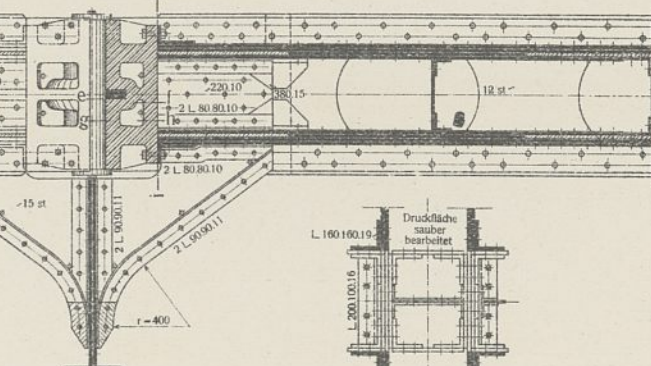 220.10
380.15
12 st
2 L 80.80.10
2 L 80.80.10
15 st
2 L 90.90.11
2 L 90.90.11
r = 400
Druckfläche
sauber
bearbeitet
L 160.160.19
L 200.100.16